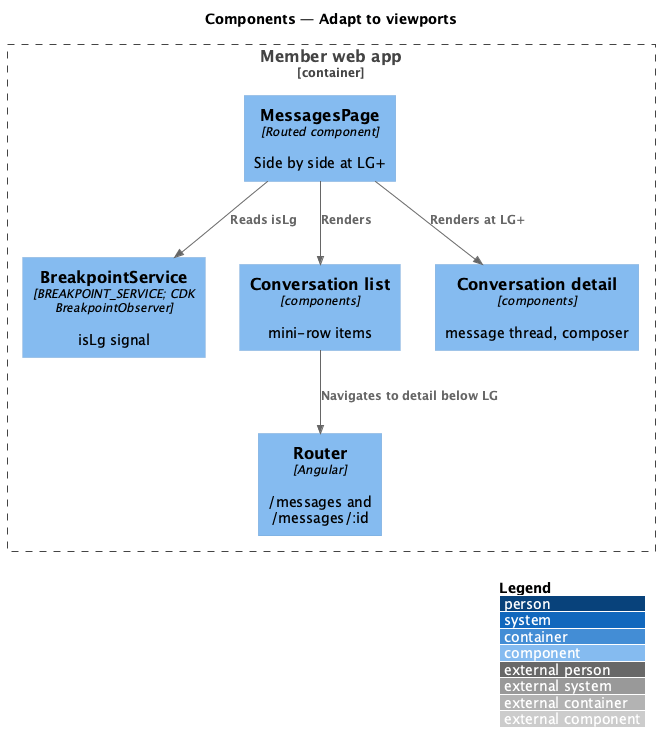 Components — Adapt to viewports
Member web app
[container]
MessagesPage
[Routed component]
Side by side at LG+
Reads isLg
Renders
Renders at LG+
BreakpointService
[BREAKPOINT_SERVICE; CDK
BreakpointObserver]
isLg signal
Conversation list
[components]
mini-row items
Conversation detail
[components]
message thread, composer
Navigates to detail below LG
Router
[Angular]
/messages and
/messages/:id
Legend
person
system
container
component
external person
external system
external container
external component